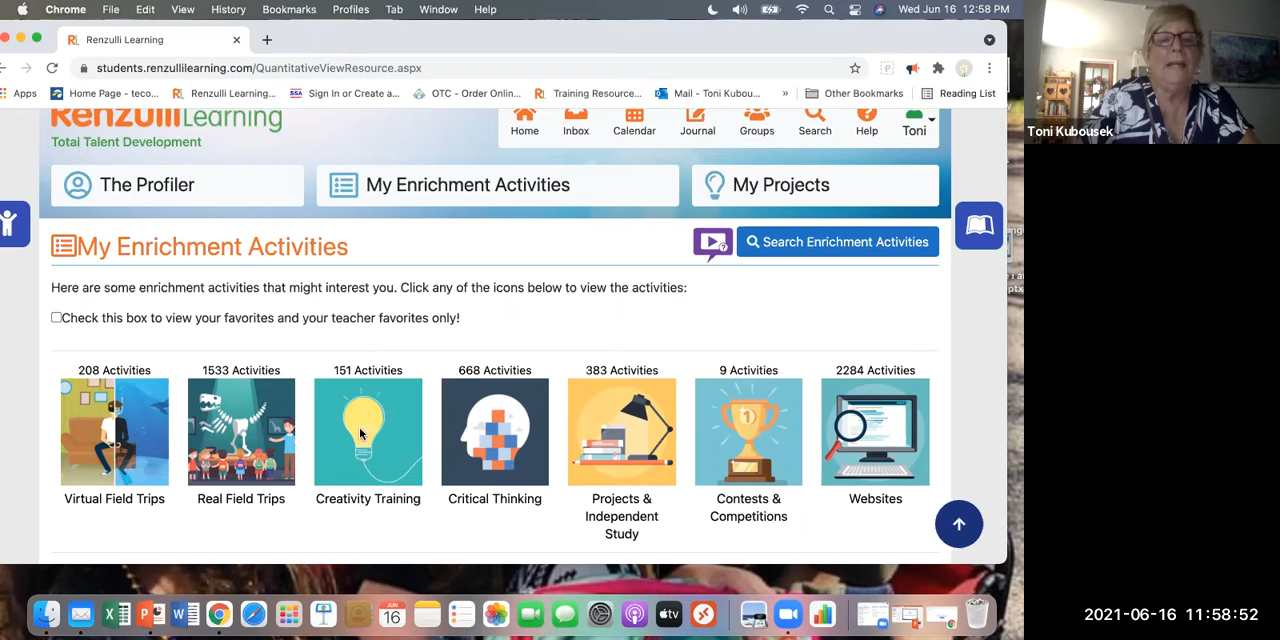 Chrome File Edit View History Bookmarks Profiles Tab Window Help Wed Jun 16 12:58 PM
Renzulli Learning
students.renzullilearning.com/QuantitativeViewResource.aspx
Apps Home Page - teco... Renzulli Learning... Sign In or Create a... OTC - Order Onlin... Training Resource... Mail - Toni Kubou... » Other Bookmarks Reading List
Renzulli Learning
Total Talent Development
Home Inbox Calendar Journal Groups Search Help Toni
The Profiler My Enrichment Activities My Projects
My Enrichment Activities
Search Enrichment Activities
Here are some enrichment activities that might interest you. Click any of the icons below to view the activities:
Check this box to view your favorites and your teacher favorites only!
208 Activities 1533 Activities 151 Activities 668 Activities 383 Activities 9 Activities 2284 Activities
Virtual Field Trips Real Field Trips Creativity Training Critical Thinking Projects & Independent Study Contests & Competitions Websites
JUN
16
tv
Toni Kubousek
2021-06-16 11:58:52